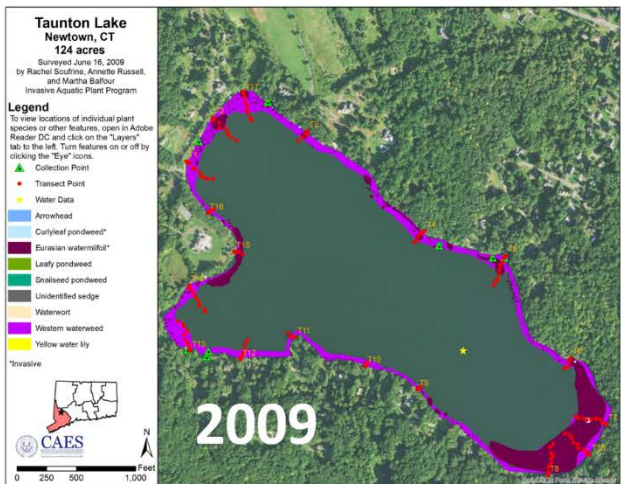 Taunton Lake
Newtown, CT
124 acres
Surveyed June 16, 2009
by Rachel Soufrine, Annette Russell,
and Martha Balfour
Invasive Aquatic Plant Program
Legend
To view locations of individual plant
species or other features, open in Adobe
Reader DC and click on the "Layers"
tab to the left. Turn features on or off by
clicking the "Eye" icons.
Collection Point
Transect Point
Water Data
Arrowhead
Curlyleaf pondweed*
Eurasian watermilfoil*
Leafy pondweed
Snailseed pondweed
Unidentified sedge
Waterwort
Western waterweed
Yellow water lily
*Invasive
CAES
N
Feet
0 250 500 1,000
T16
T15
T13
T12
T11
T10
T9
T8
T7
2009